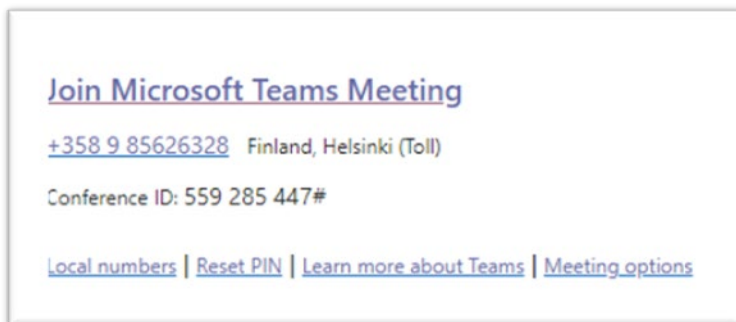 Join Microsoft Teams Meeting
+358 9 85626328 Finland, Helsinki (Toll)
Conference ID: 559 285 447#
Local numbers | Reset PIN | Learn more about Teams | Meeting options